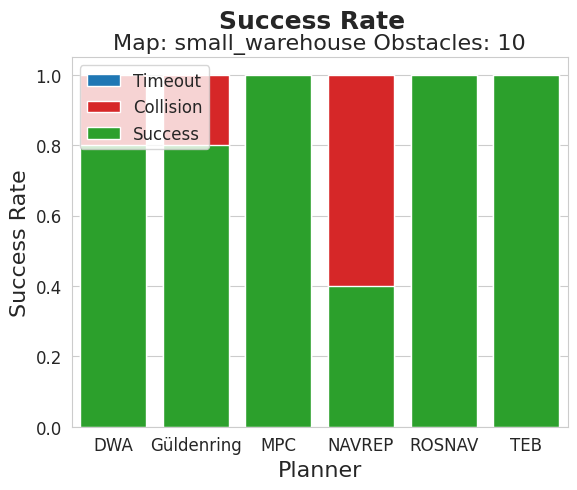 Success Rate
Map: small_warehouse Obstacles: 10
Timeout
Collision
Success
1.0
0.8
0.6
0.4
0.2
0.0
Success Rate
DWA Güldenring MPC NAVREP ROSNAV TEB
Planner